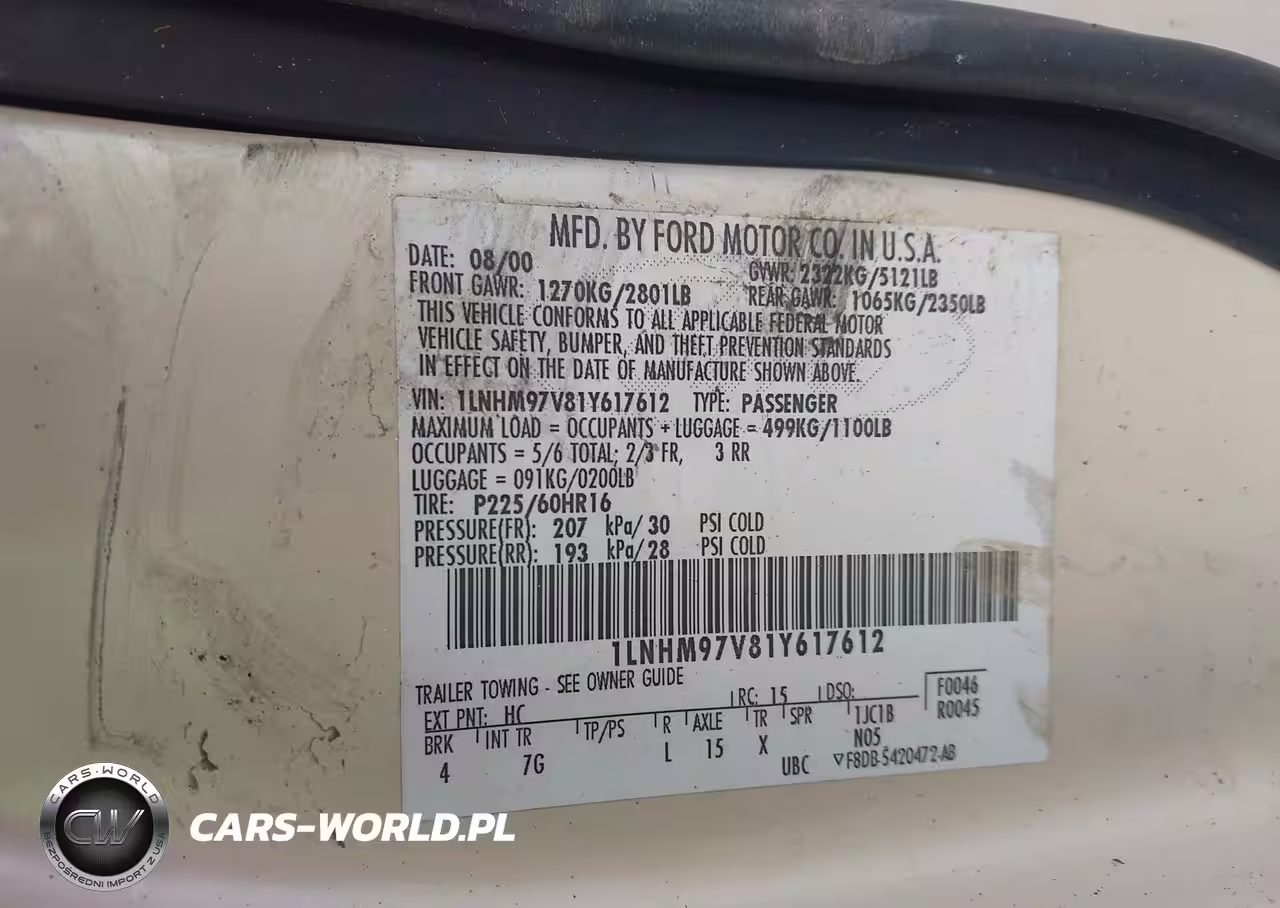 MFD. BY FORD MOTOR CO. IN U.S.A.
DATE: 08/00 GVWR: 2322KG/5121LB
FRONT GAWR: 1270KG/2801LB REAR GAWR: 1065KG/2350LB
THIS VEHICLE CONFORMS TO ALL APPLICABLE FEDERAL MOTOR
VEHICLE SAFETY, BUMPER, AND THEFT PREVENTION STANDARDS
IN EFFECT ON THE DATE OF MANUFACTURE SHOWN ABOVE.
VIN: 1LNHM97V81Y617612 TYPE: PASSENGER
MAXIMUM LOAD = OCCUPANTS + LUGGAGE = 499KG/1100LB
OCCUPANTS = 5/6 TOTAL; 2/3 FR, 3 RR
LUGGAGE = 091KG/0200LB
TIRE: P225/60HR16
PRESSURE(FR): 207 kPa/30 PSI COLD
PRESSURE(RR): 193 kPa/28 PSI COLD
1LNHM97V81Y617612
TRAILER TOWING - SEE OWNER GUIDE
EXT PNT: HC RC: 15 DSO: F0046
BRK INT TR TP/PS R AXLE TR SPR 1JC1B R0045
4 7G L 15 X N05
UBC ▽F8DB-5420472-AB
CARS-WORLD
CW
BEZPOŚREDNI IMPORT Z USA
CARS-WORLD.PL